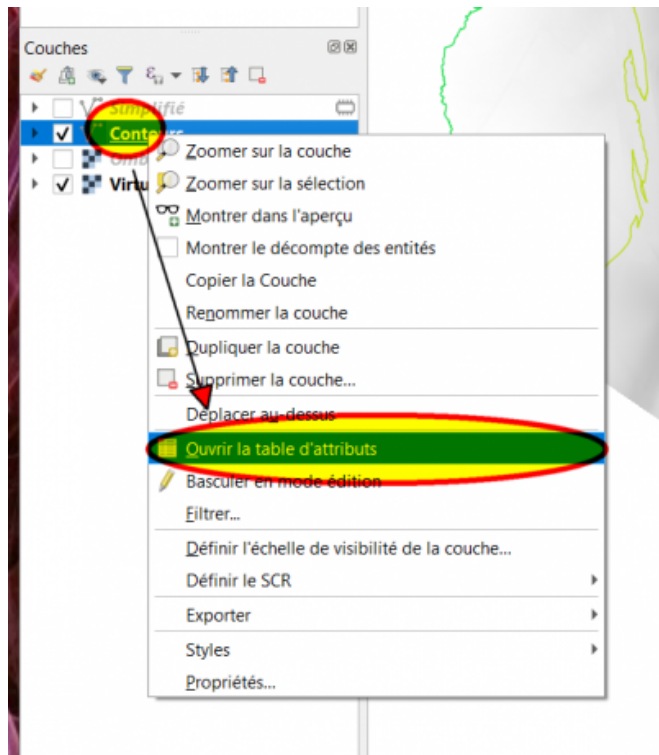 Couches
Simplifié
Contours
Virtu
Zoomer sur la couche
Zoomer sur la sélection
Montrer dans l'aperçu
Montrer le décompte des entités
Copier la Couche
Renommer la couche
Dupliquer la couche
Supprimer la couche...
Déplacer au-dessus
Ouvrir la table d'attributs
Basculer en mode édition
Filtrer...
Définir l'échelle de visibilité de la couche...
Définir le SCR
Exporter
Styles
Propriétés...